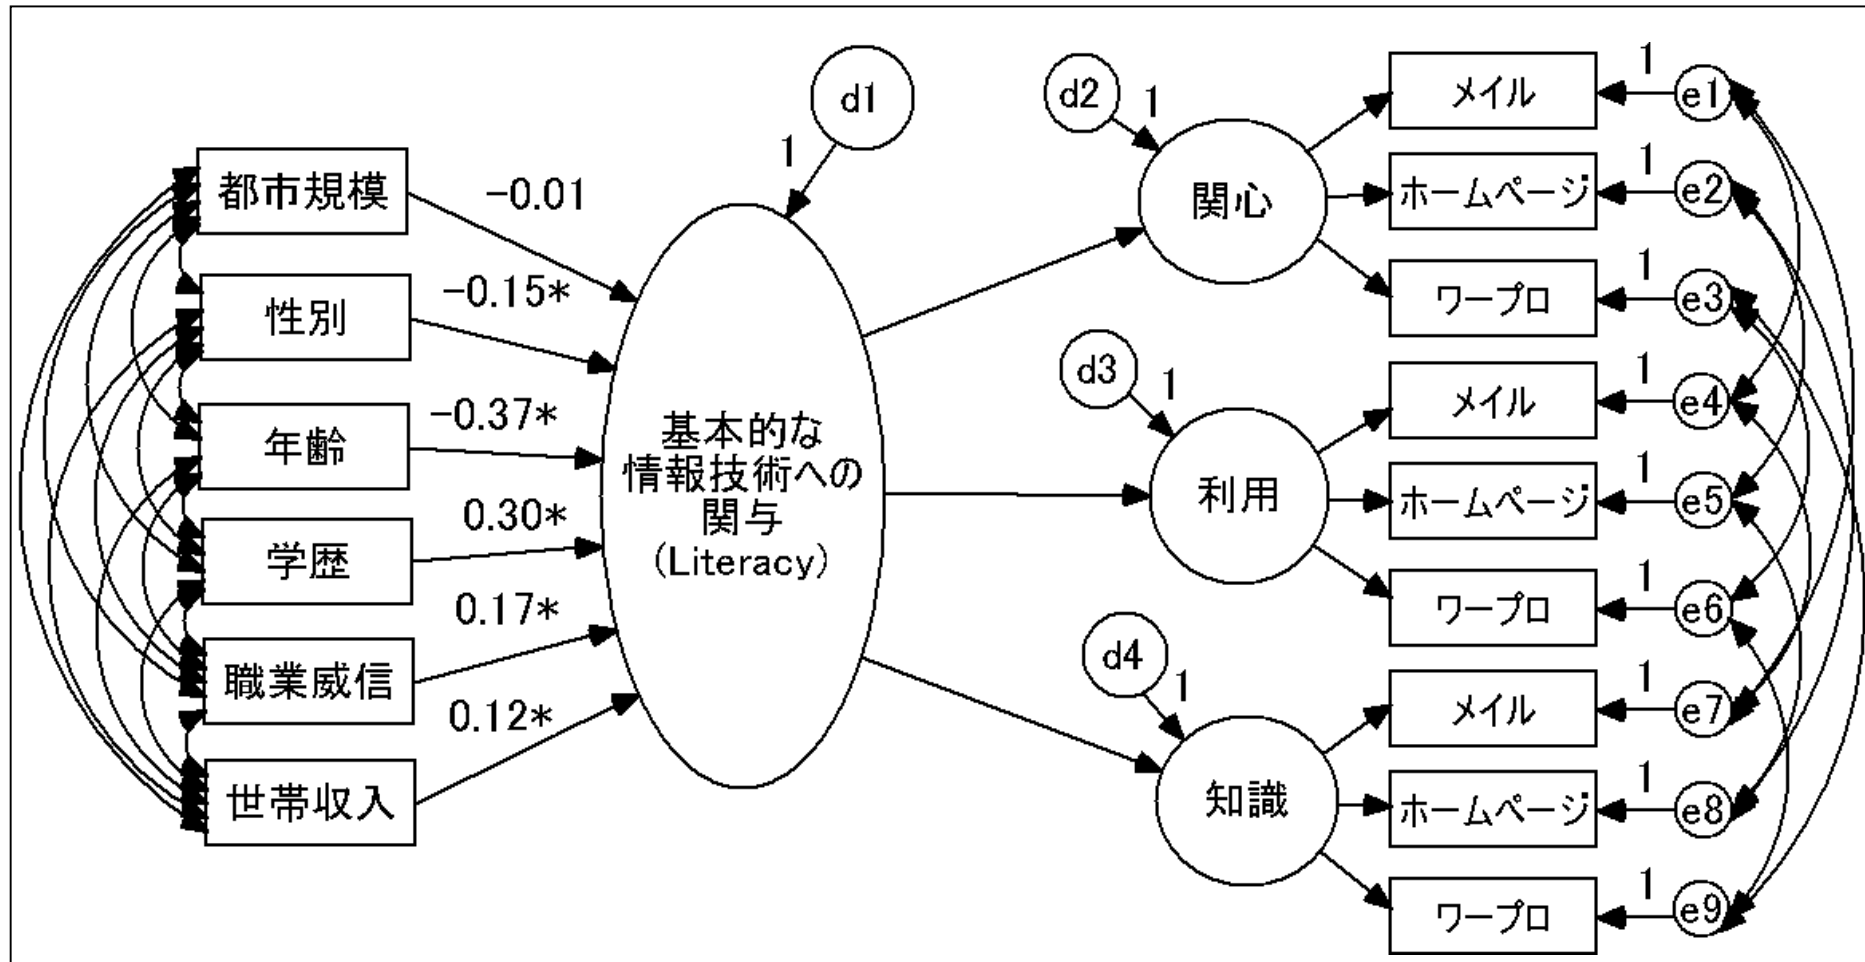 都市規模
性別
年齢
学歴
職業威信
世帯収入
-0.01
-0.15*
-0.37*
0.30*
0.17*
0.12*
d1
1
基本的な
情報技術への
関与
(Literacy)
d2
1
関心
d3
1
利用
d4
1
知識
メイル
1
e1
ホームページ
1
e2
ワープロ
1
e3
メイル
1
e4
ホームページ
1
e5
ワープロ
1
e6
メイル
1
e7
ホームページ
1
e8
ワープロ
1
e9